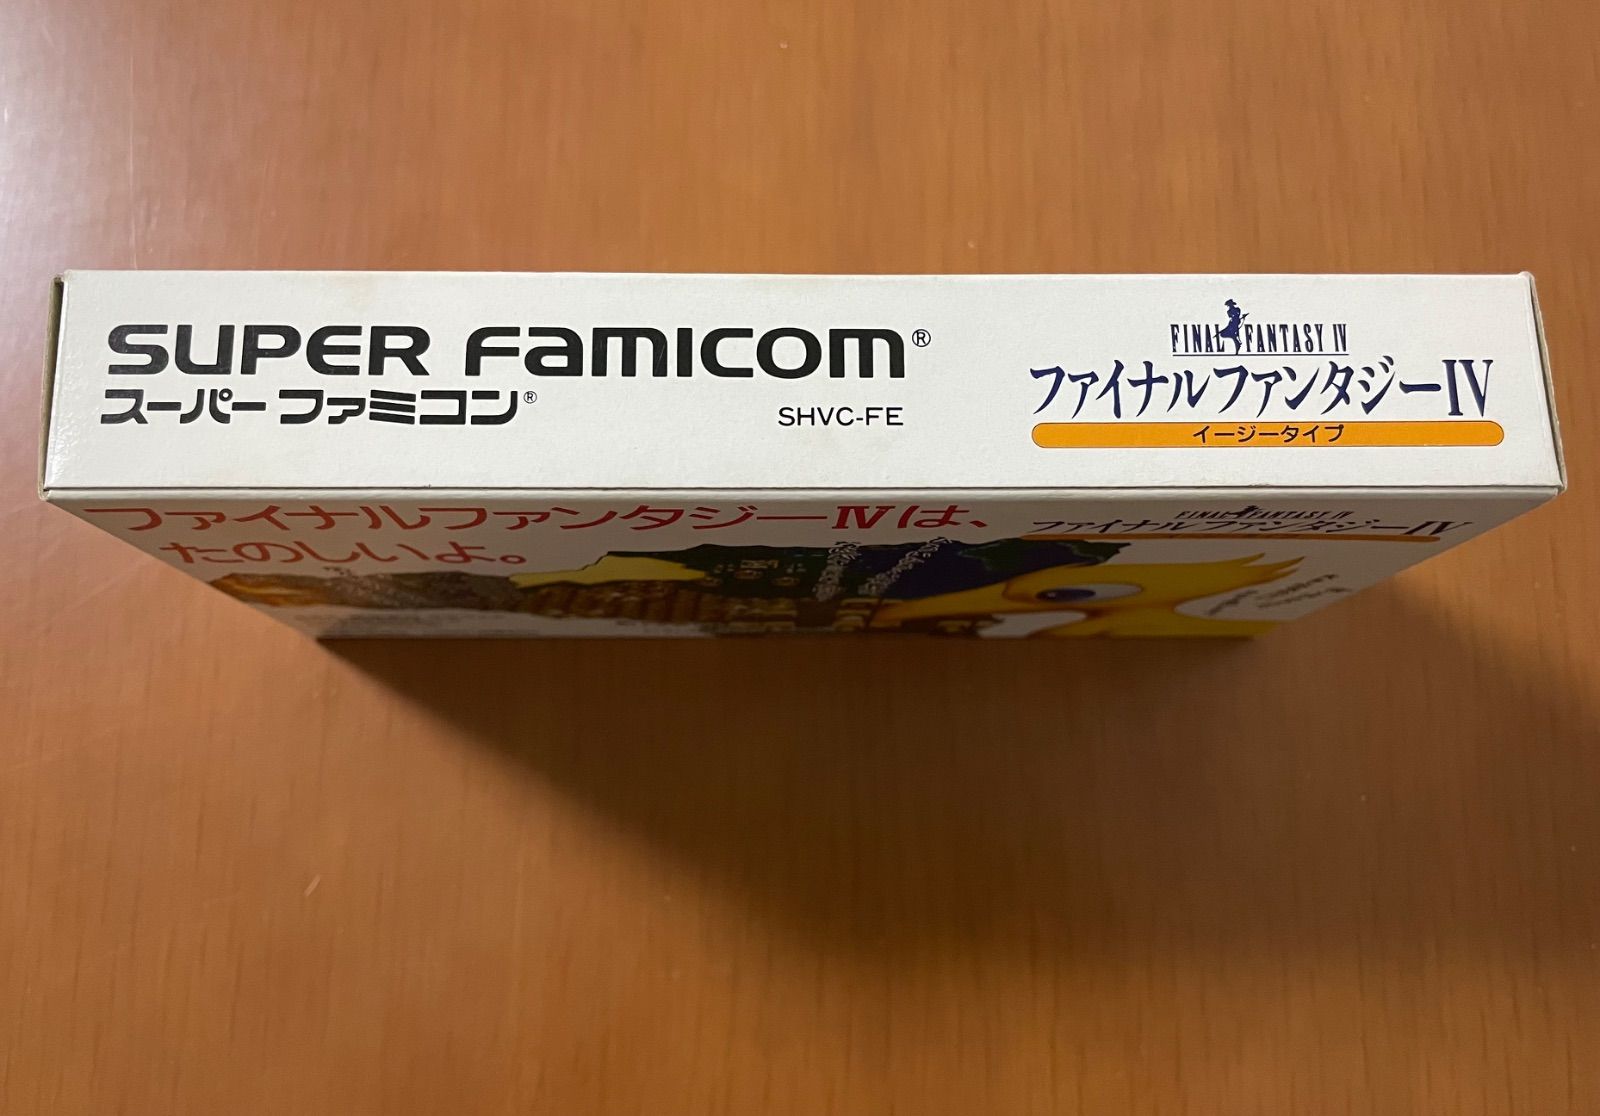 SUPER FAMICOM®
スーパーファミコン®
SHVC-FE
FINAL FANTASY IV
ファイナルファンタジーIV
イージータイプ
ファイナルファンタジーIVは、
たのしいよ。
FINAL FANTASY IV
ファイナルファンタジーIV